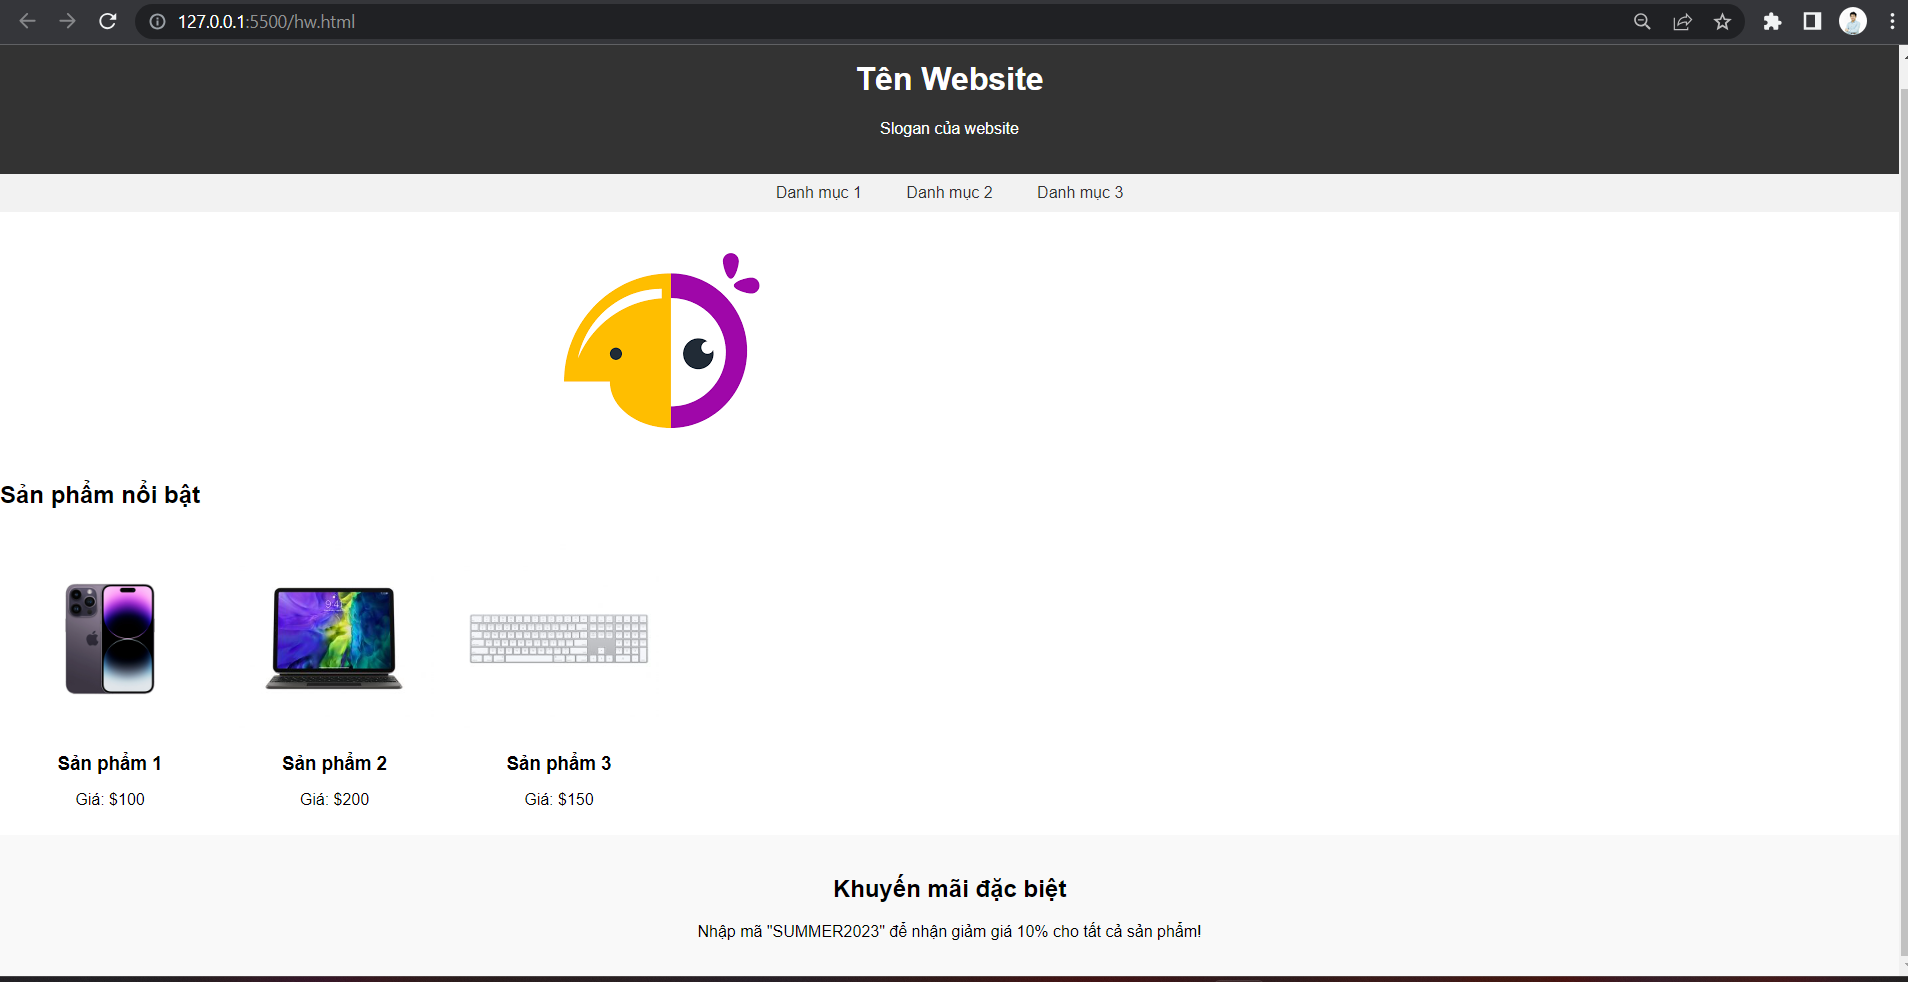 127.0.0.1:5500/hw.html
Tên Website
Slogan của website
Danh mục 1 Danh mục 2 Danh mục 3
Sản phẩm nổi bật
9:41
Sản phẩm 1 Sản phẩm 2 Sản phẩm 3
Giá: $100 Giá: $200 Giá: $150
Khuyến mãi đặc biệt
Nhập mã "SUMMER2023" để nhận giảm giá 10% cho tất cả sản phẩm!